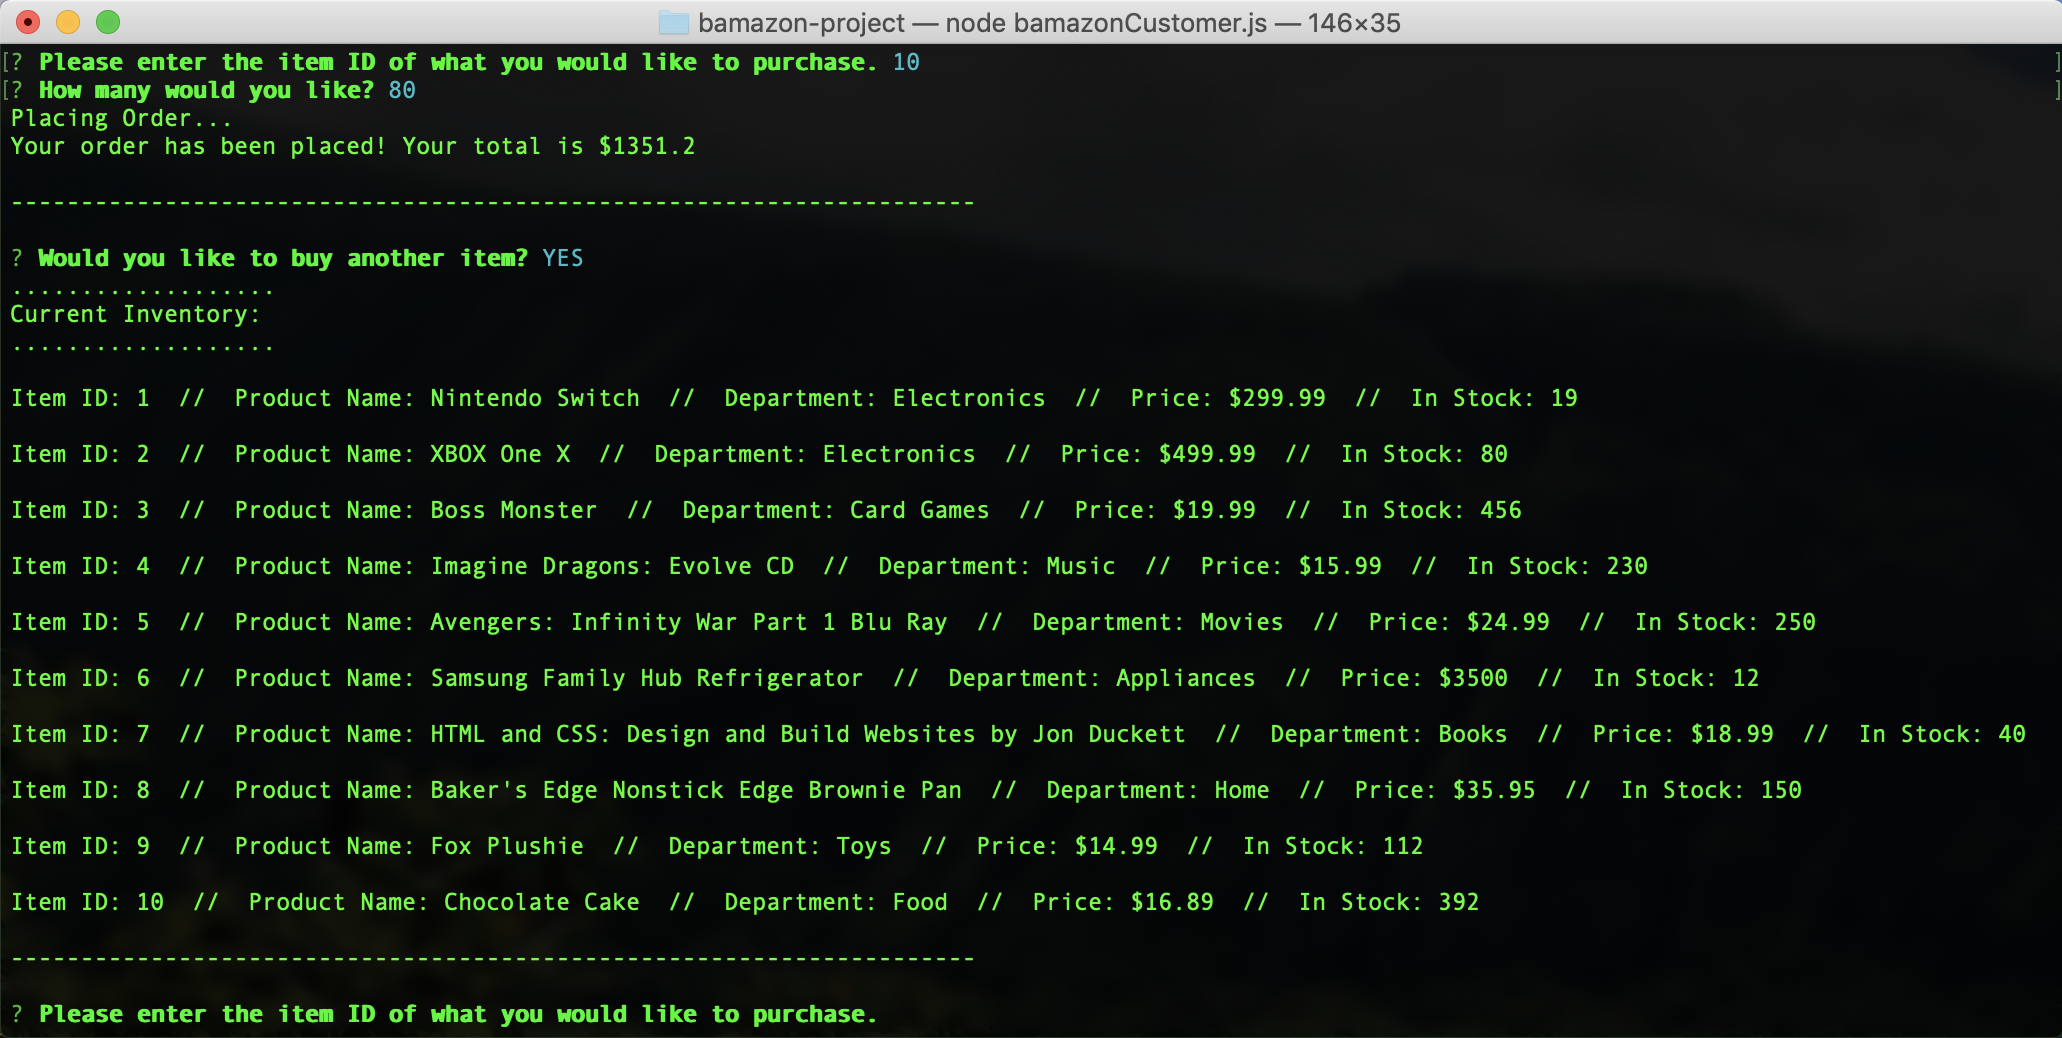 bamazon-project — node bamazonCustomer.js — 146×35
[? Please enter the item ID of what you would like to purchase. 10 ]
[? How many would you like? 80 ]
Placing Order...
Your order has been placed! Your total is $1351.2
---------------------------------------------------------------------
? Would you like to buy another item? YES
...................
Current Inventory:
...................
Item ID: 1  //  Product Name: Nintendo Switch  //  Department: Electronics  //  Price: $299.99  //  In Stock: 19
Item ID: 2  //  Product Name: XBOX One X  //  Department: Electronics  //  Price: $499.99  //  In Stock: 80
Item ID: 3  //  Product Name: Boss Monster  //  Department: Card Games  //  Price: $19.99  //  In Stock: 456
Item ID: 4  //  Product Name: Imagine Dragons: Evolve CD  //  Department: Music  //  Price: $15.99  //  In Stock: 230
Item ID: 5  //  Product Name: Avengers: Infinity War Part 1 Blu Ray  //  Department: Movies  //  Price: $24.99  //  In Stock: 250
Item ID: 6  //  Product Name: Samsung Family Hub Refrigerator  //  Department: Appliances  //  Price: $3500  //  In Stock: 12
Item ID: 7  //  Product Name: HTML and CSS: Design and Build Websites by Jon Duckett  //  Department: Books  //  Price: $18.99  //  In Stock: 40
Item ID: 8  //  Product Name: Baker's Edge Nonstick Edge Brownie Pan  //  Department: Home  //  Price: $35.95  //  In Stock: 150
Item ID: 9  //  Product Name: Fox Plushie  //  Department: Toys  //  Price: $14.99  //  In Stock: 112
Item ID: 10  //  Product Name: Chocolate Cake  //  Department: Food  //  Price: $16.89  //  In Stock: 392
---------------------------------------------------------------------
? Please enter the item ID of what you would like to purchase.